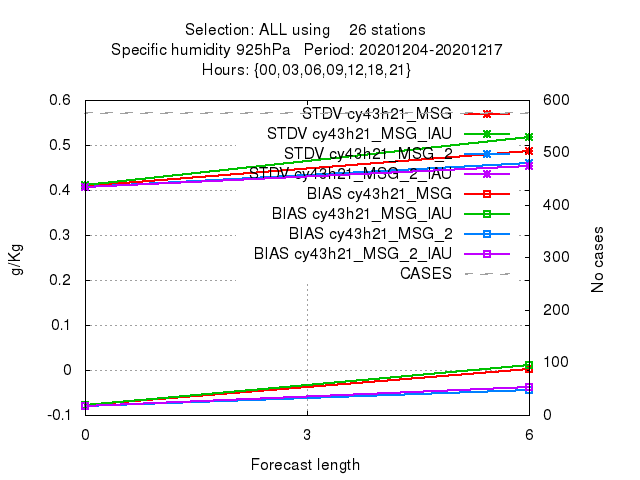 Selection: ALL using    26 stations
Specific humidity 925hPa   Period: 20201204-20201217
Hours: {00,03,06,09,12,18,21}
0.6
0.5
0.4
0.3
0.2
0.1
0
-0.1
g/Kg
STDV cy43h21_MSG
STDV cy43h21_MSG_IAU
STDV cy43h21_MSG_2
STDV cy43h21_MSG_2_IAU
BIAS cy43h21_MSG
BIAS cy43h21_MSG_IAU
BIAS cy43h21_MSG_2
BIAS cy43h21_MSG_2_IAU
CASES
600
500
400
300
200
100
0
No cases
0 3 6
Forecast length